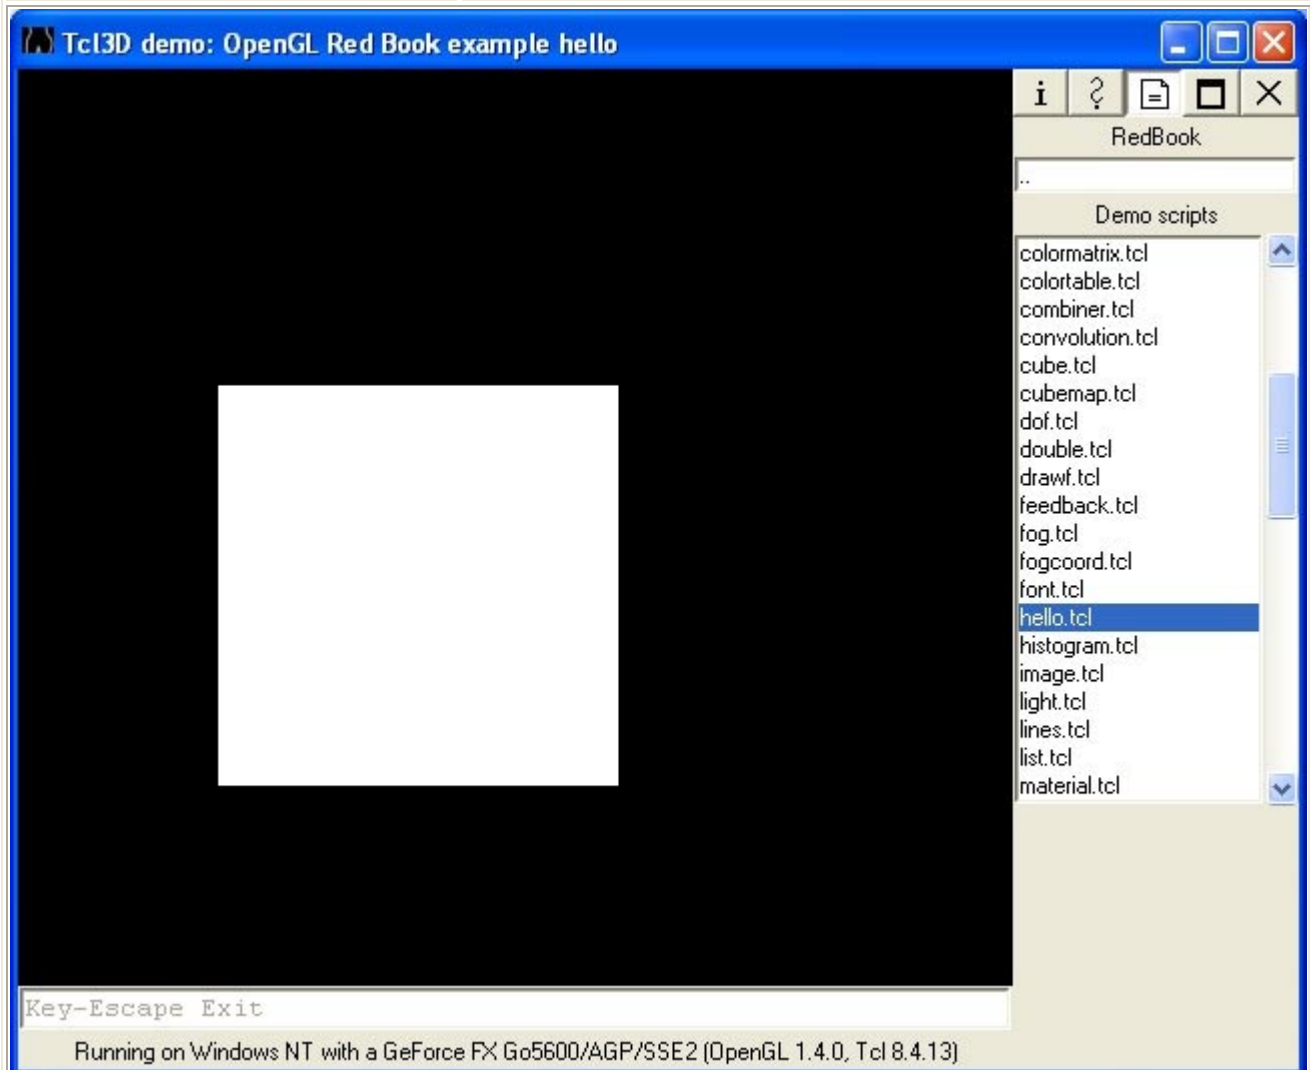 Tcl3D demo: OpenGL Red Book example hello
RedBook
..
Demo scripts
colormatrix.tcl
colortable.tcl
combiner.tcl
convolution.tcl
cube.tcl
cubemap.tcl
dof.tcl
double.tcl
drawf.tcl
feedback.tcl
fog.tcl
fogcoord.tcl
font.tcl
hello.tcl
histogram.tcl
image.tcl
light.tcl
lines.tcl
list.tcl
material.tcl
Key-Escape Exit
Running on Windows NT with a GeForce FX Go5600/AGP/SSE2 (OpenGL 1.4.0, Tcl 8.4.13)